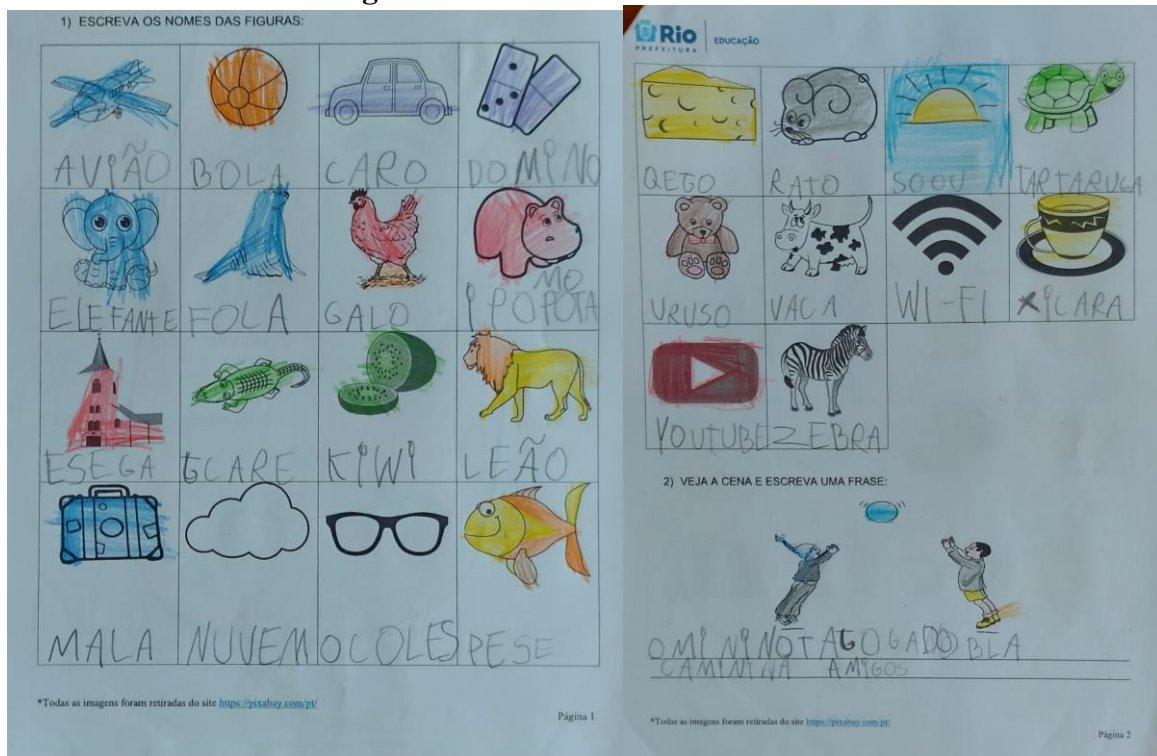 1) ESCREVA OS NOMES DAS FIGURAS:
AVIÃO BOLA CARO DOMINO
ELEFANTE FOLA GALO IPOPOTA
MO
ESEGA GCARE KIWI LEÃO
MALA NUVEM OCOLES PESE
*Todas as imagens foram retiradas do site https://pixabay.com/pt/
Página 1
Rio
PREFEITURA
EDUCAÇÃO
QEGO RATO SOOU TARTARUGA
URUSO VACA WI-FI XICARA
YOUTUBE ZEBRA
2) VEJA A CENA E ESCREVA UMA FRASE:
OMININOTAGOGADOBLA
CAMININA AMIGOS
*Todas as imagens foram retiradas do site https://pixabay.com/pt/
Página 2